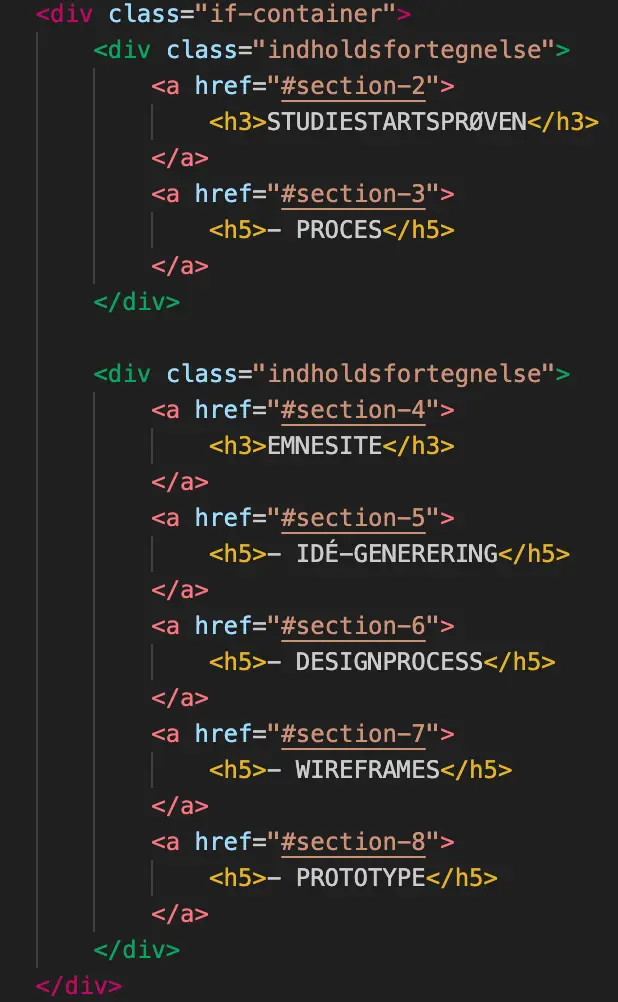 <div class="if-container">
    <div class="indholdsfortegnelse">
        <a href="#section-2">
            <h3>STUDIESTARTSPRØVEN</h3>
        </a>
        <a href="#section-3">
            <h5>- PROCES</h5>
        </a>
    </div>

    <div class="indholdsfortegnelse">
        <a href="#section-4">
            <h3>EMNESITE</h3>
        </a>
        <a href="#section-5">
            <h5>- IDÉ-GENERERING</h5>
        </a>
        <a href="#section-6">
            <h5>- DESIGNPROCESS</h5>
        </a>
        <a href="#section-7">
            <h5>- WIREFRAMES</h5>
        </a>
        <a href="#section-8">
            <h5>- PROTOTYPE</h5>
        </a>
    </div>
</div>